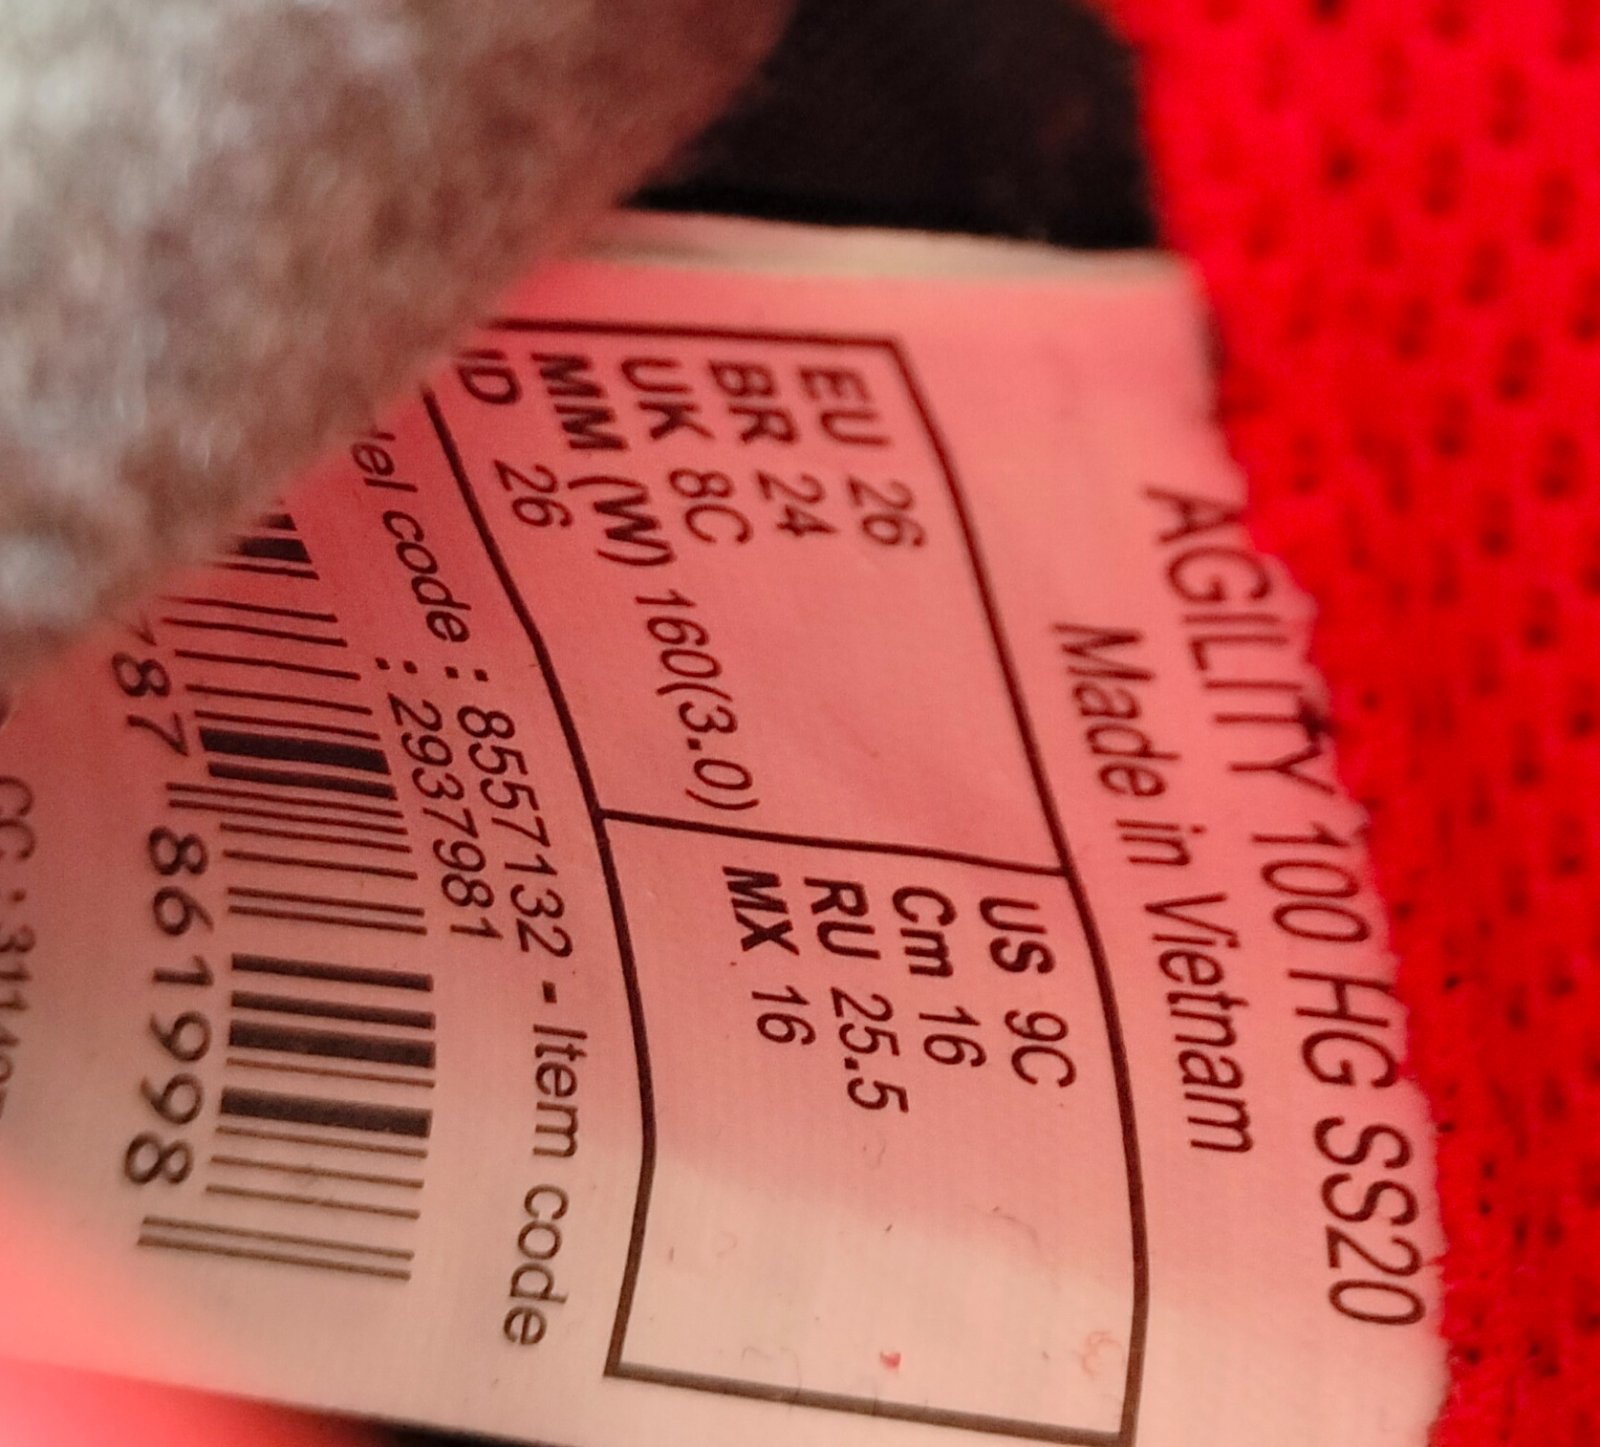 AGILITY 100 HG SS20
Made in Vietnam
EU 26
BR 24
UK 8C
MM (W) 160(3.0)
ID 26
US 9C
Cm 16
RU 25.5
MX 16
code : 8557132 - Item code
: 2937981
87 861998